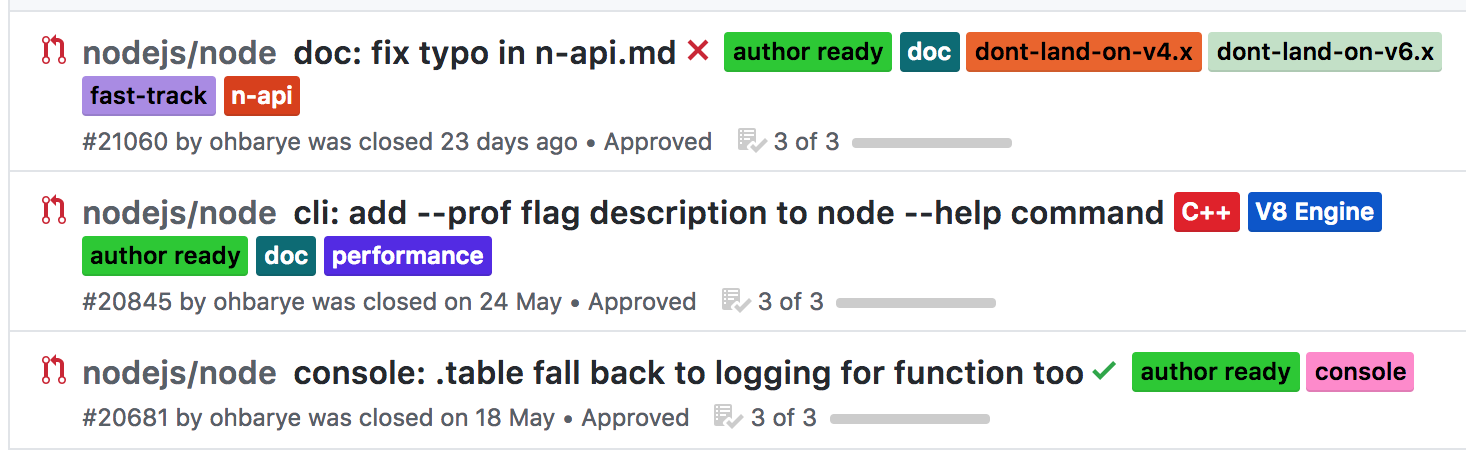 nodejs/node doc: fix typo in n-api.md author ready doc dont-land-on-v4.x dont-land-on-v6.x
fast-track n-api
#21060 by ohbarye was closed 23 days ago • Approved 3 of 3
nodejs/node cli: add --prof flag description to node --help command C++ V8 Engine
author ready doc performance
#20845 by ohbarye was closed on 24 May • Approved 3 of 3
nodejs/node console: .table fall back to logging for function too author ready console
#20681 by ohbarye was closed on 18 May • Approved 3 of 3